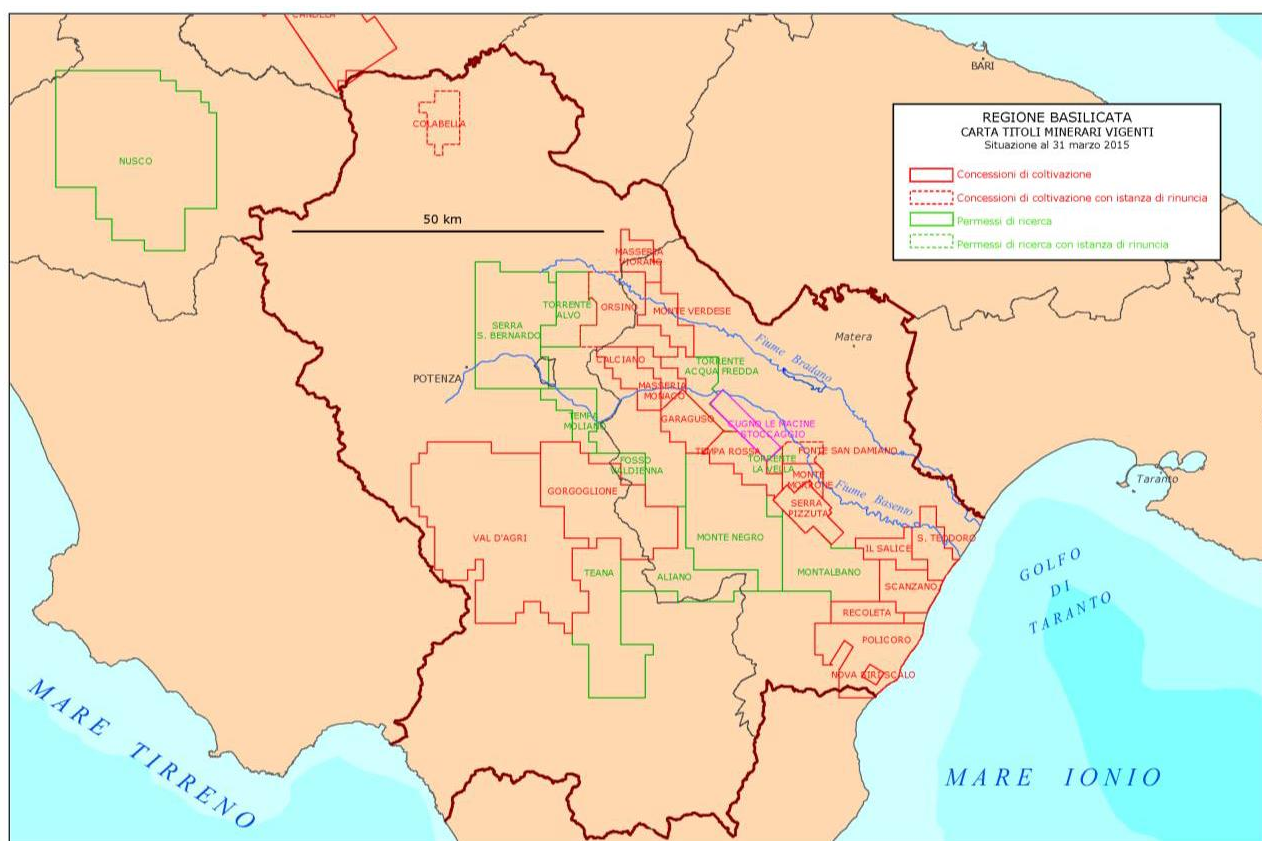 CANDELA
BARI
REGIONE BASILICATA
CARTA TITOLI MINERARI VIGENTI
Situazione al 31 marzo 2015
Concessioni di coltivazione
Concessioni di coltivazione con istanza di rinuncia
Permessi di ricerca
Permessi di ricerca con istanza di rinuncia
COLABELLA
NUSCO
50 km
MASSERIA
VIORANO
TORRENTE
ALVO
ORSINO
MONTE VERDESE
SERRA
S. BERNARDO
Matera
Fiume Bradano
CALCIANO
TORRENTE
ACQUA FREDDA
POTENZA
MASSERIA
MONACO
GARAGUSO
TEMPA
MOLIANO
CUGNO LE MACINE
STOCCAGGIO
TEMPA ROSSA
FONTE SAN DAMIANO
TORRENTE
LA VELLA
FOSSO
VALDIENNA
MONTE
MORRONE
Taranto
GORGOGLIONE
Fiume Basento
SERRA
PIZZUTA
VAL D'AGRI
MONTE NEGRO
S. TEODORO
IL SALICE
TEANA
ALIANO
MONTALBANO
SCANZANO
GOLFO
DI
TARANTO
RECOLETA
POLICORO
NOVA SIRI SCALO
MARE TIRRENO
MARE IONIO